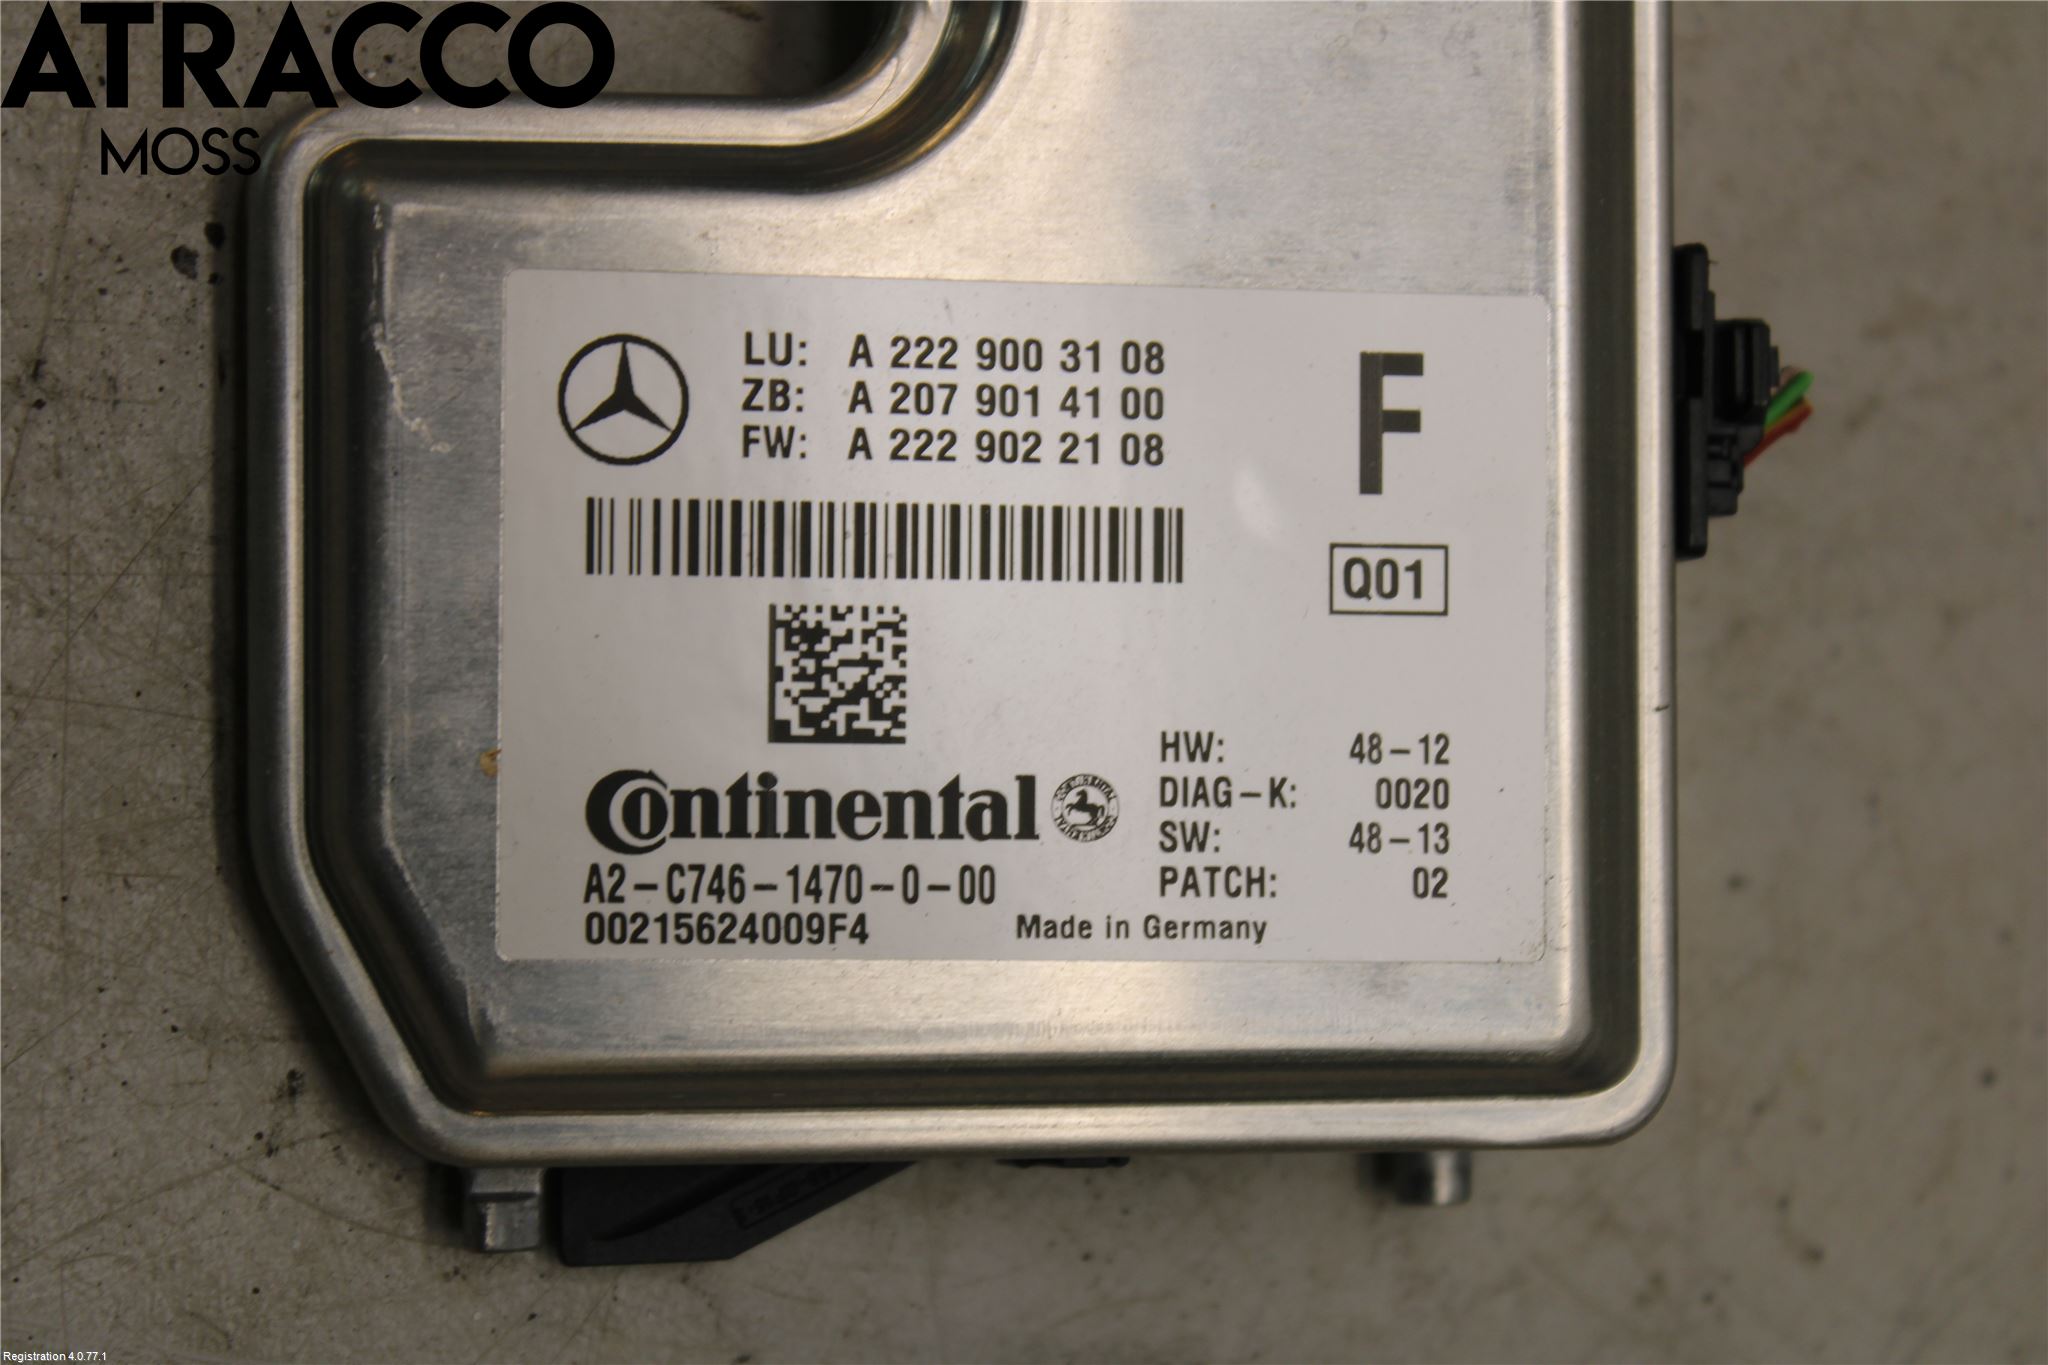 ATRACCO
MOSS
LU: A 222 900 31 08
ZB: A 207 901 41 00
FW: A 222 902 21 08
F
Q01
Continental
HW: 48-12
DIAG-K: 0020
SW: 48-13
PATCH: 02
A2-C746-1470-0-00
00215624009F4
Made in Germany
Registration 4.0.77.1